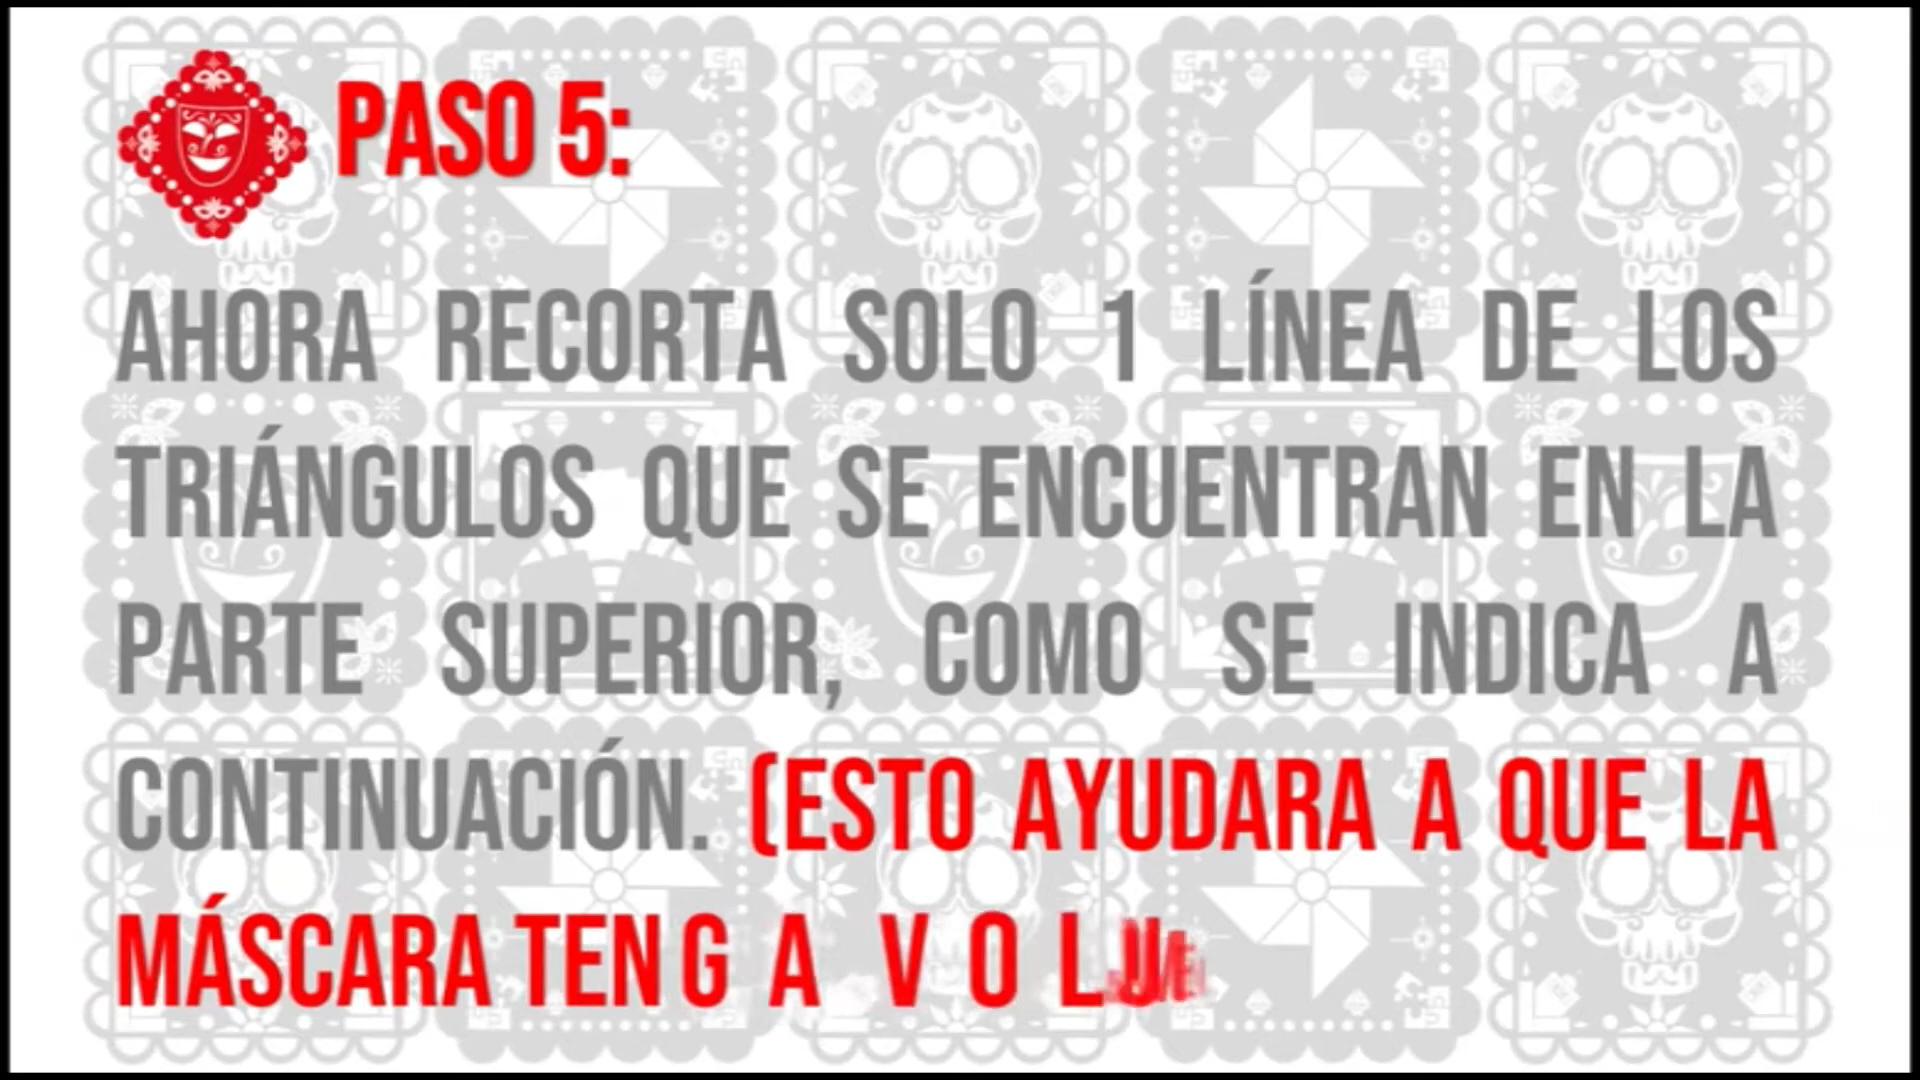 PASO 5:
AHORA RECORTA SOLO 1 LÍNEA DE LOS
TRIÁNGULOS QUE SE ENCUENTRAN EN LA
PARTE SUPERIOR, COMO SE INDICA A
CONTINUACIÓN. (ESTO AYUDARA A QUE LA
MÁSCARA TENGA